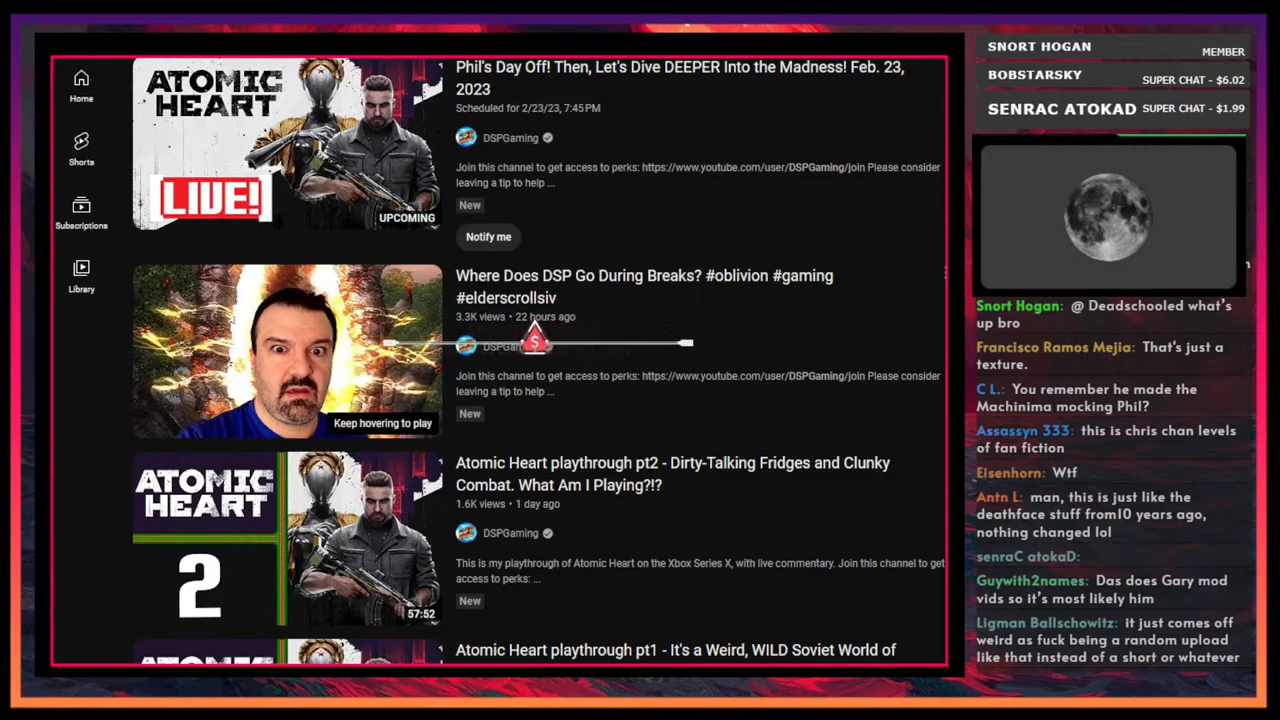 Home
Shorts
Subscriptions
Library
ATOMIC
HEART
LIVE!
UPCOMING
Phil's Day Off! Then, Let's Dive DEEPER Into the Madness! Feb. 23,
2023
Scheduled for 2/23/23, 7:45PM
DSPGaming
Join this channel to get access to perks: https://www.youtube.com/user/DSPGaming/join Please consider
leaving a tip to help ...
New
Notify me
Keep hovering to play
Where Does DSP Go During Breaks? #oblivion #gaming
#elderscrollsiv
3.3K views • 22 hours ago
$
Join this channel to get access to perks: https://www.youtube.com/user/DSPGaming/join Please consider
leaving a tip to help ...
New
ATOMIC
HEART
2
57:52
Atomic Heart playthrough pt2 - Dirty-Talking Fridges and Clunky
Combat. What Am I Playing?!?
1.6K views • 1 day ago
DSPGaming
This is my playthrough of Atomic Heart on the Xbox Series X, with live commentary. Join this channel to get
access to perks: ...
New
ATOMIC
Atomic Heart playthrough pt1 - It's a Weird, WILD Soviet World of
SNORT HOGAN MEMBER
BOBSTARSKY SUPER CHAT - $6.02
SENRAC ATOKAD SUPER CHAT - $1.99
Snort Hogan: @ Deadschooled what's
up bro
Francisco Ramos Mejia: That's just a
texture.
C L.: You remember he made the
Machinima mocking Phil?
Assassyn 333: this is chris chan levels
of fan fiction
Eisenhorn: Wtf
Antn L: man, this is just like the
deathface stuff from10 years ago,
nothing changed lol
senraC atokaD:
Guywith2names: Das does Gary mod
vids so it's most likely him
Ligman Ballschowitz: it just comes off
weird as fuck being a random upload
like that instead of a short or whatever